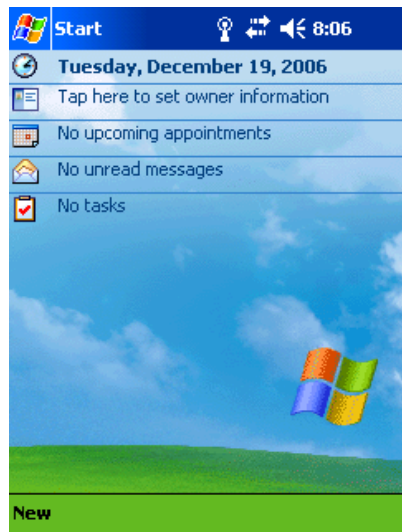 Start 8:06
Tuesday, December 19, 2006
Tap here to set owner information
No upcoming appointments
No unread messages
No tasks
New